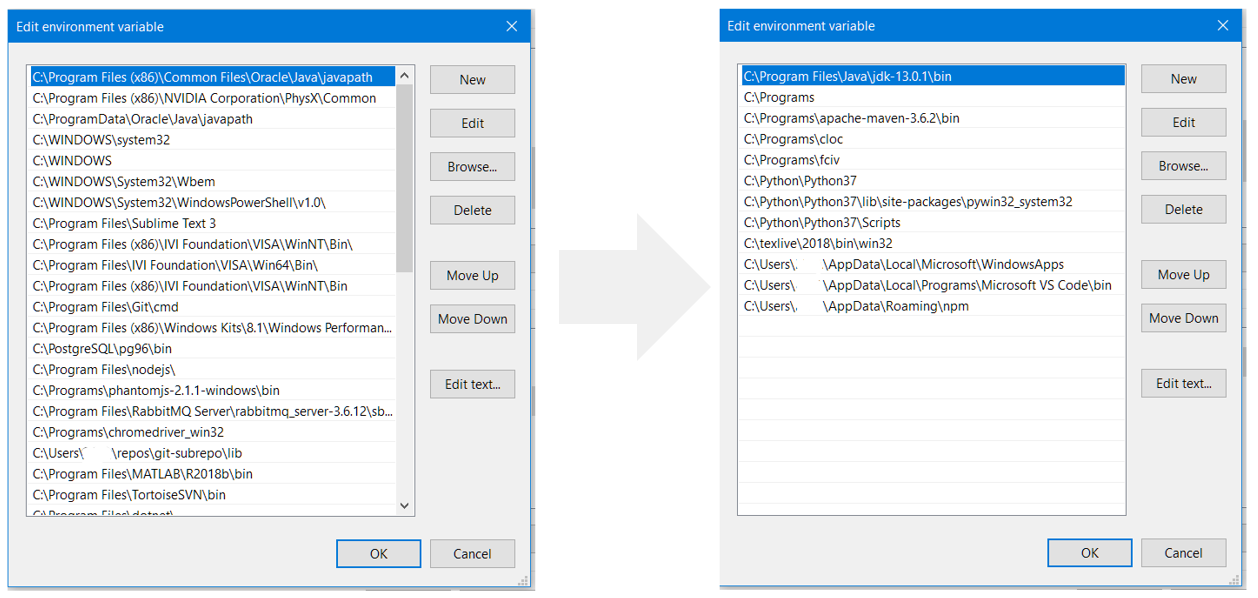 Edit environment variable
C:\Program Files (x86)\Common Files\Oracle\Java\javapath
C:\Program Files (x86)\NVIDIA Corporation\PhysX\Common
C:\ProgramData\Oracle\Java\javapath
C:\WINDOWS\system32
C:\WINDOWS
C:\WINDOWS\System32\Wbem
C:\WINDOWS\System32\WindowsPowerShell\v1.0\
C:\Program Files\Sublime Text 3
C:\Program Files (x86)\IVI Foundation\VISA\WinNT\Bin\
C:\Program Files\IVI Foundation\VISA\Win64\Bin\
C:\Program Files (x86)\IVI Foundation\VISA\WinNT\Bin
C:\Program Files\Git\cmd
C:\Program Files (x86)\Windows Kits\8.1\Windows Performan...
C:\PostgreSQL\pg96\bin
C:\Program Files\nodejs\
C:\Programs\phantomjs-2.1.1-windows\bin
C:\Program Files\RabbitMQ Server\rabbitmq_server-3.6.12\sb...
C:\Programs\chromedriver_win32
C:\Users\ \repos\git-subrepo\lib
C:\Program Files\MATLAB\R2018b\bin
C:\Program Files\TortoiseSVN\bin
C:\Program Files\dotnet\
New
Edit
Browse...
Delete
Move Up
Move Down
Edit text...
OK
Cancel
Edit environment variable
C:\Program Files\Java\jdk-13.0.1\bin
C:\Programs
C:\Programs\apache-maven-3.6.2\bin
C:\Programs\cloc
C:\Programs\fciv
C:\Python\Python37
C:\Python\Python37\lib\site-packages\pywin32_system32
C:\Python\Python37\Scripts
C:\texlive\2018\bin\win32
C:\Users\ \AppData\Local\Microsoft\WindowsApps
C:\Users\ \AppData\Local\Programs\Microsoft VS Code\bin
C:\Users\ \AppData\Roaming\npm
New
Edit
Browse...
Delete
Move Up
Move Down
Edit text...
OK
Cancel